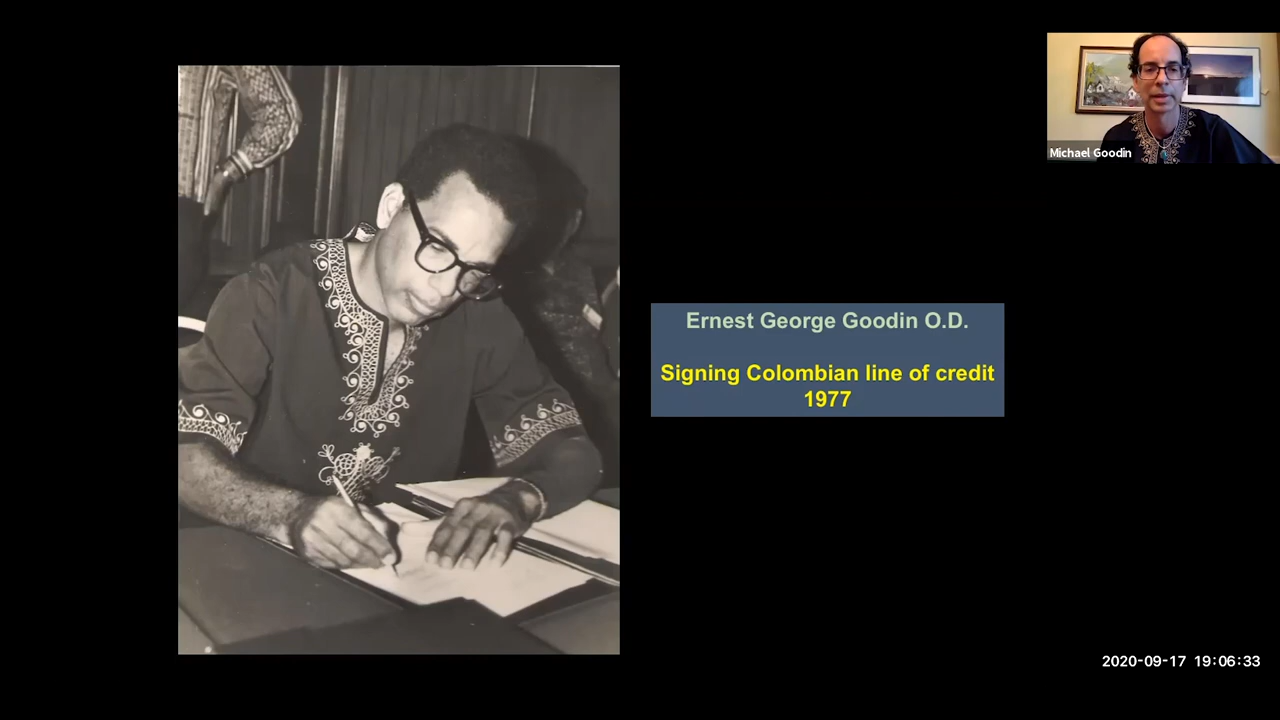 Michael Goodin
Ernest George Goodin O.D.
Signing Colombian line of credit
1977
2020-09-17 19:06:33